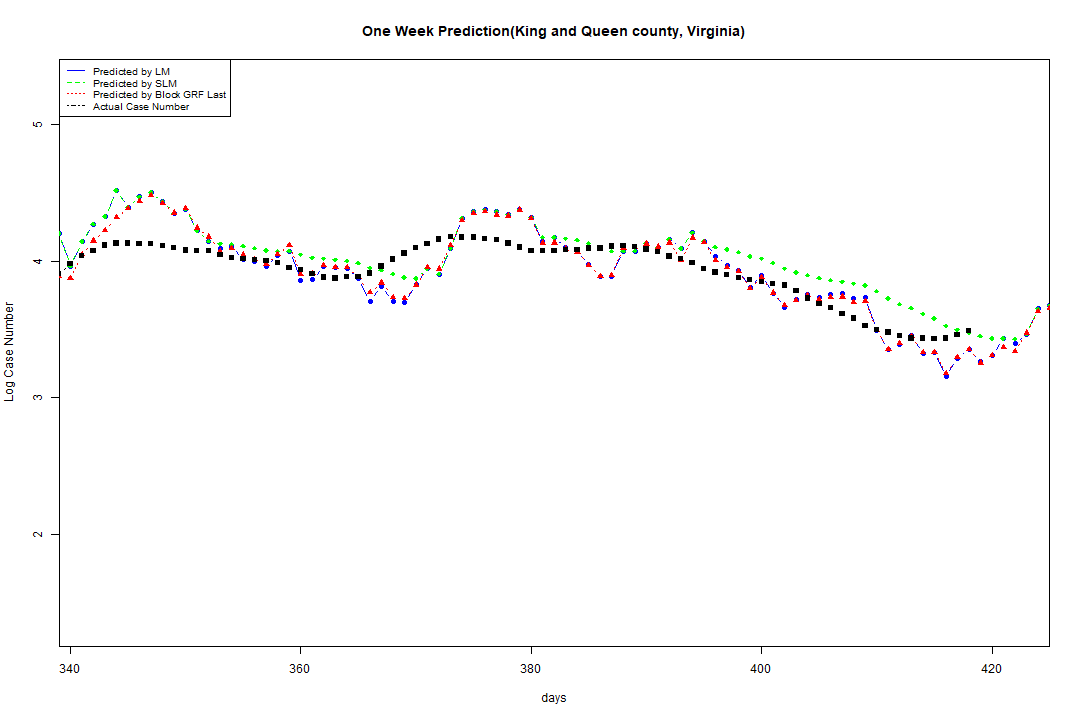 One Week Prediction(King and Queen county, Virginia)
Predicted by LM
Predicted by SLM
Predicted by Block GRF Last
Actual Case Number
5
4
3
2
Log Case Number
340 360 380 400 420
days